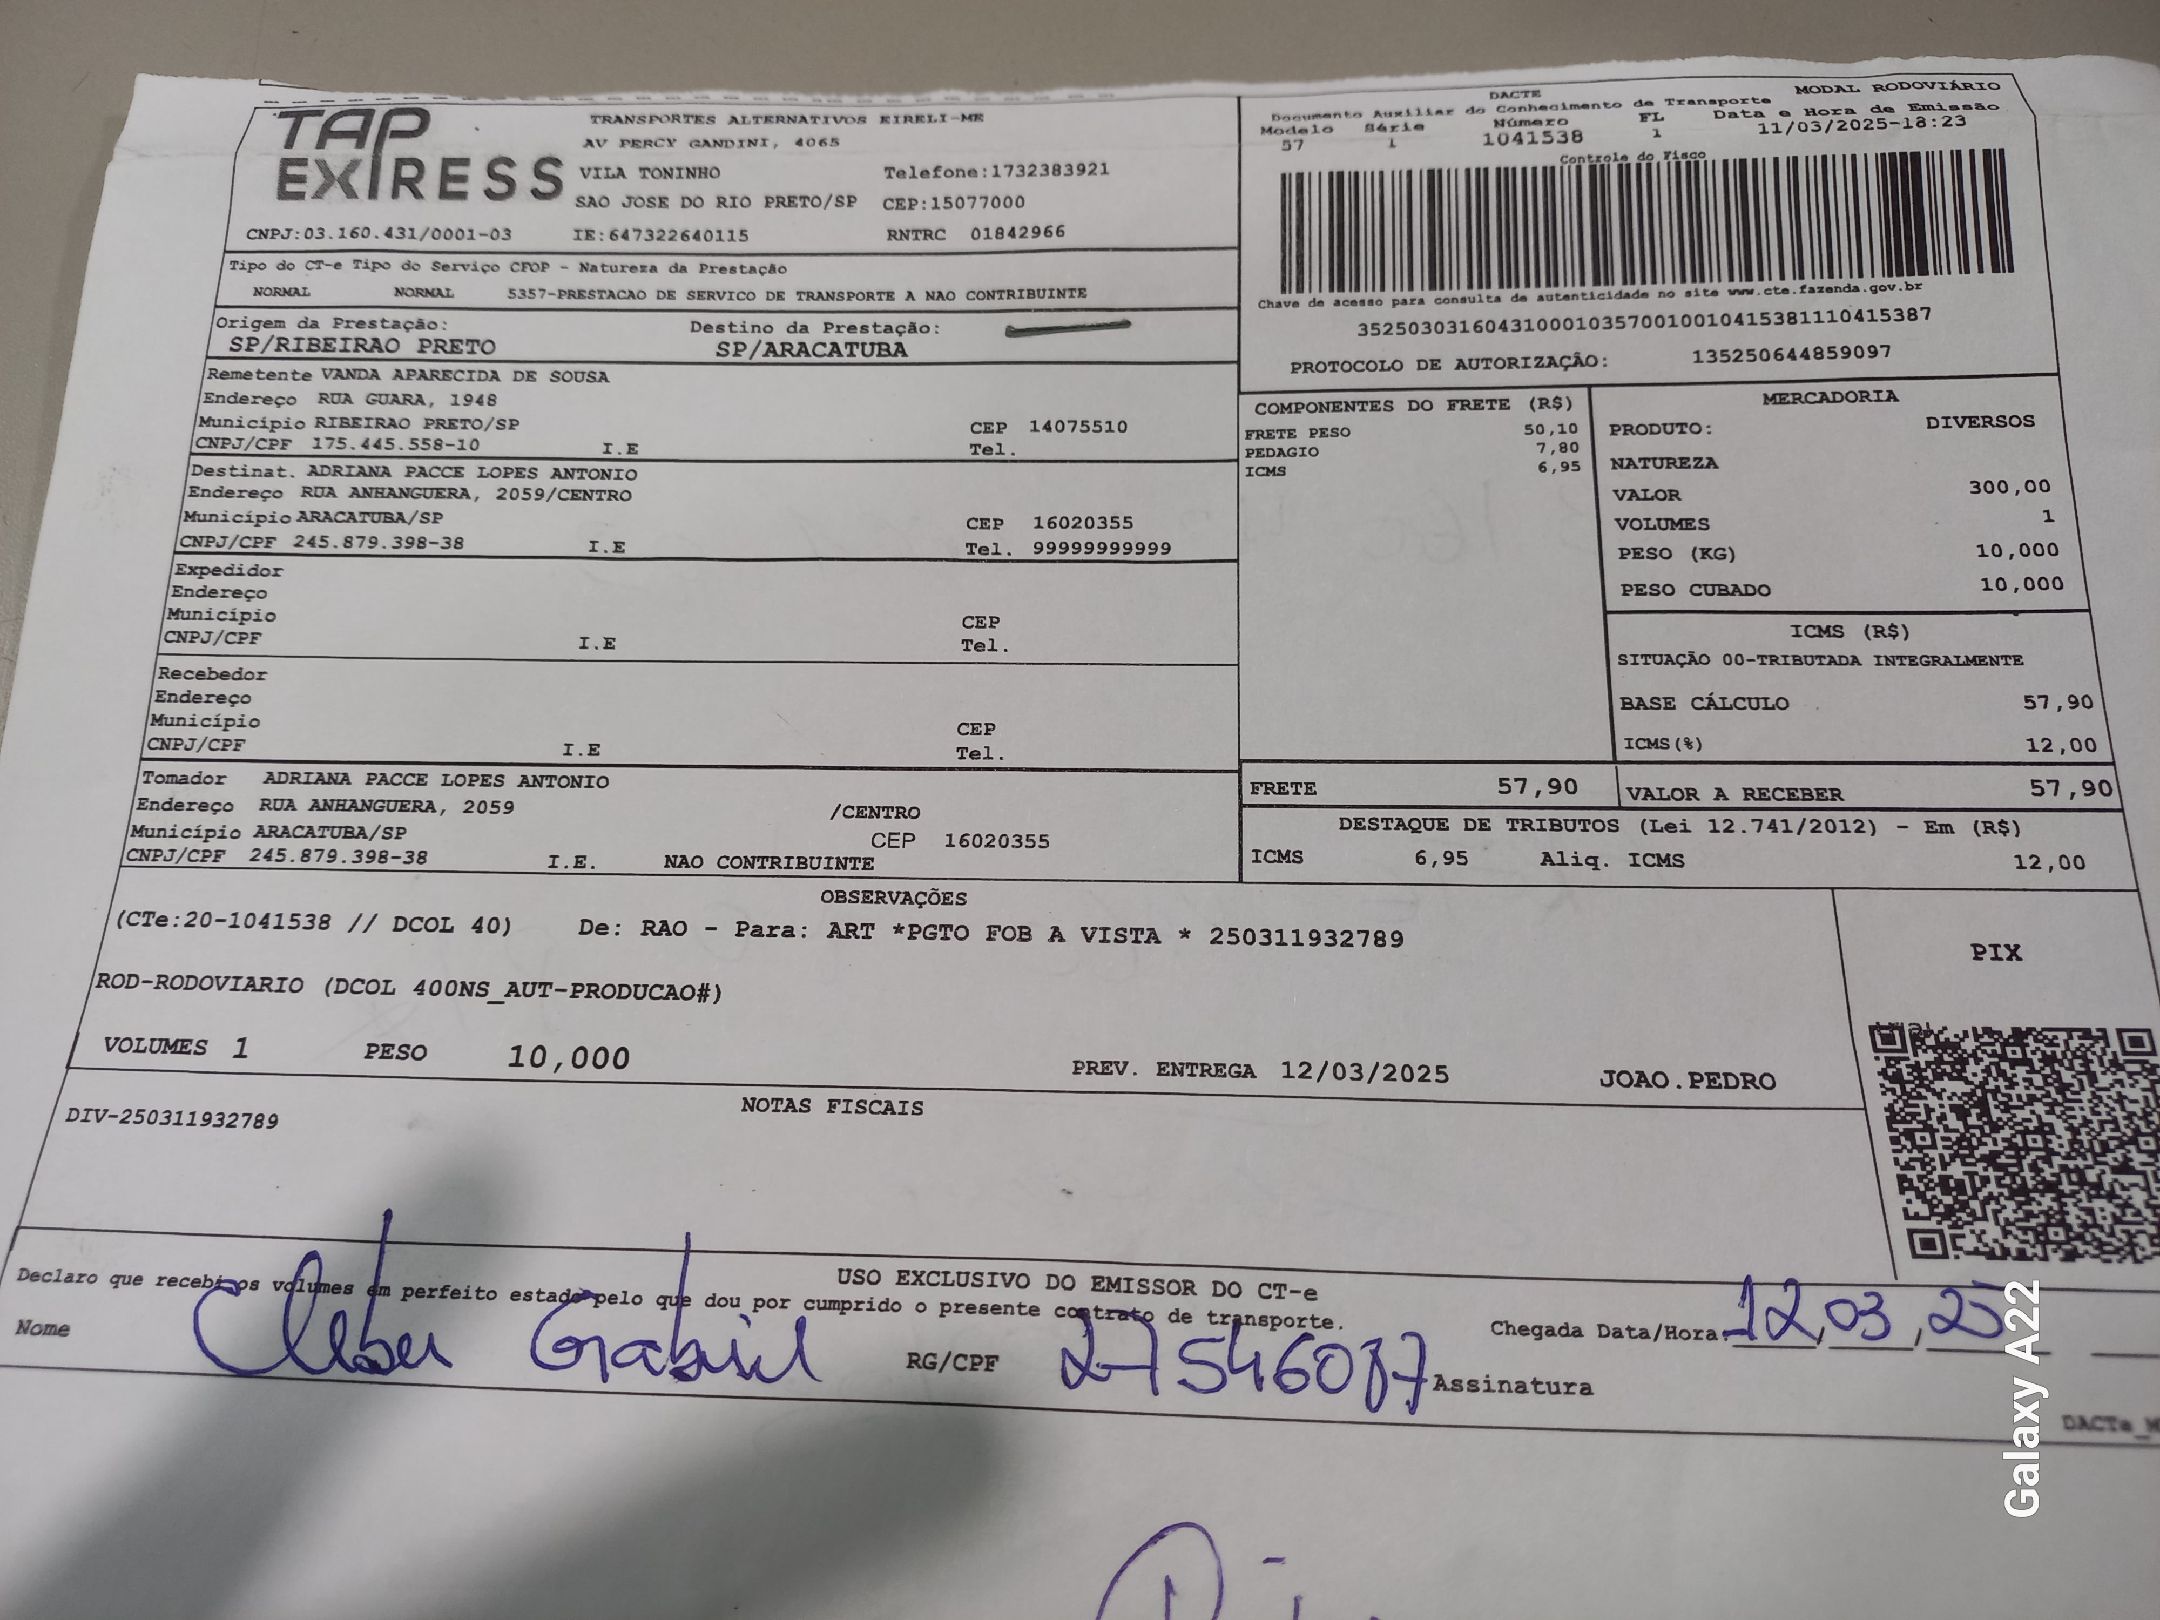 TAP EXPRESS
TRANSPORTES ALTERNATIVOS EIRELI-ME
AV PERCY GANDINI, 4065
VILA TONINHO Telefone:1732383921
SAO JOSE DO RIO PRETO/SP CEP:15077000
CNPJ:03.160.431/0001-03 IE:647322640115 RNTRC 01842966
Tipo do CT-e Tipo do Serviço CFOP - Natureza da Prestação
NORMAL NORMAL 5357-PRESTACAO DE SERVICO DE TRANSPORTE A NAO CONTRIBUINTE
Origem da Prestação: Destino da Prestação:
SP/RIBEIRAO PRETO SP/ARACATUBA
Remetente VANDA APARECIDA DE SOUSA
Endereço RUA GUARA, 1948
Município RIBEIRAO PRETO/SP CEP 14075510
CNPJ/CPF 175.445.558-10 I.E Tel.
Destinat. ADRIANA PACCE LOPES ANTONIO
Endereço RUA ANHANGUERA, 2059/CENTRO
Município ARACATUBA/SP CEP 16020355
CNPJ/CPF 245.879.398-38 I.E Tel. 99999999999
Expedidor
Endereço
Município CEP
CNPJ/CPF I.E Tel.
Recebedor
Endereço
Município CEP
CNPJ/CPF I.E Tel.
Tomador ADRIANA PACCE LOPES ANTONIO
Endereço RUA ANHANGUERA, 2059 /CENTRO
Município ARACATUBA/SP CEP 16020355
CNPJ/CPF 245.879.398-38 I.E. NAO CONTRIBUINTE
DACTE MODAL RODOVIÁRIO
Documento Auxiliar do Conhecimento de Transporte
Modelo Série Número FL Data e Hora de Emissão
57 1 1041538 1 11/03/2025-18:23
Controle do Fisco
Chave de acesso para consulta de autenticidade no site www.cte.fazenda.gov.br
35250303160431000103570010010415381110415387
PROTOCOLO DE AUTORIZAÇÃO: 135250644859097
COMPONENTES DO FRETE (R$)
FRETE PESO 50,10
PEDAGIO 7,80
ICMS 6,95
MERCADORIA
PRODUTO: DIVERSOS
NATUREZA
VALOR 300,00
VOLUMES 1
PESO (KG) 10,000
PESO CUBADO 10,000
ICMS (R$)
SITUAÇÃO 00-TRIBUTADA INTEGRALMENTE
BASE CÁLCULO 57,90
ICMS(%) 12,00
FRETE 57,90 VALOR A RECEBER 57,90
DESTAQUE DE TRIBUTOS (Lei 12.741/2012) - Em (R$)
ICMS 6,95 Aliq. ICMS 12,00
OBSERVAÇÕES
(CTe:20-1041538 // DCOL 40) De: RAO - Para: ART *PGTO FOB A VISTA * 250311932789
ROD-RODOVIARIO (DCOL 400NS_AUT-PRODUCAO#)
PIX
VOLUMES 1 PESO 10,000 PREV. ENTREGA 12/03/2025 JOAO.PEDRO
NOTAS FISCAIS
DIV-250311932789
USO EXCLUSIVO DO EMISSOR DO CT-e
Declaro que recebi os volumes em perfeito estado pelo que dou por cumprido o presente contrato de transporte.
Chegada Data/Hora. 12,03,25
Nome Cleber Gabriel RG/CPF 27546087 Assinatura
Galaxy A22